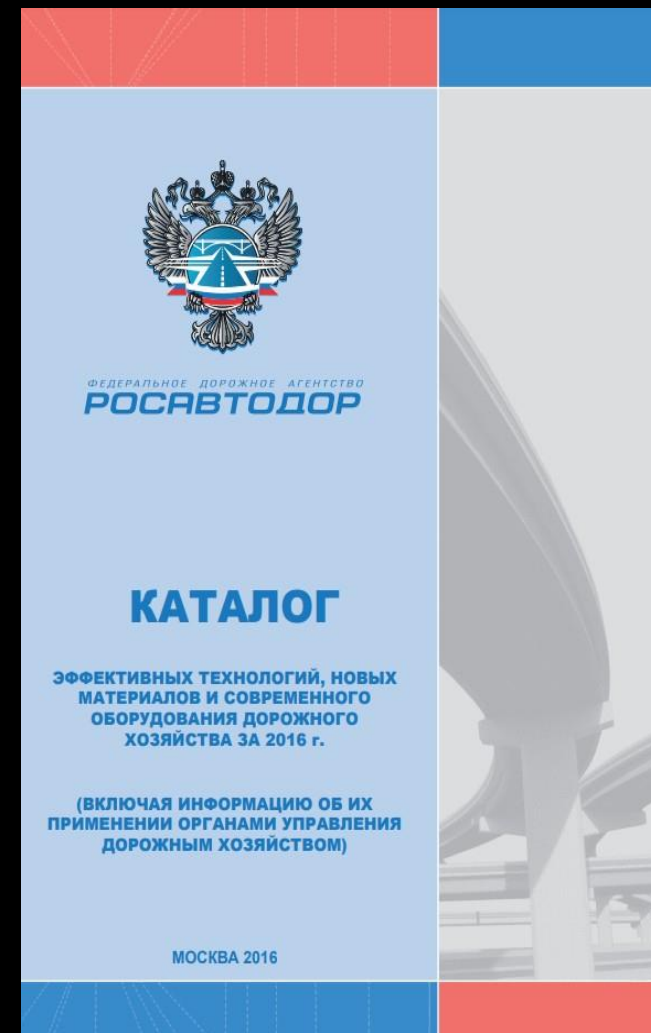 ФЕДЕРАЛЬНОЕ ДОРОЖНОЕ АГЕНТСТВО
РОСАВТОДОР
КАТАЛОГ
ЭФФЕКТИВНЫХ ТЕХНОЛОГИЙ, НОВЫХ
МАТЕРИАЛОВ И СОВРЕМЕННОГО
ОБОРУДОВАНИЯ ДОРОЖНОГО
ХОЗЯЙСТВА ЗА 2016 г.
(ВКЛЮЧАЯ ИНФОРМАЦИЮ ОБ ИХ
ПРИМЕНЕНИИ ОРГАНАМИ УПРАВЛЕНИЯ
ДОРОЖНЫМ ХОЗЯЙСТВОМ)
МОСКВА 2016